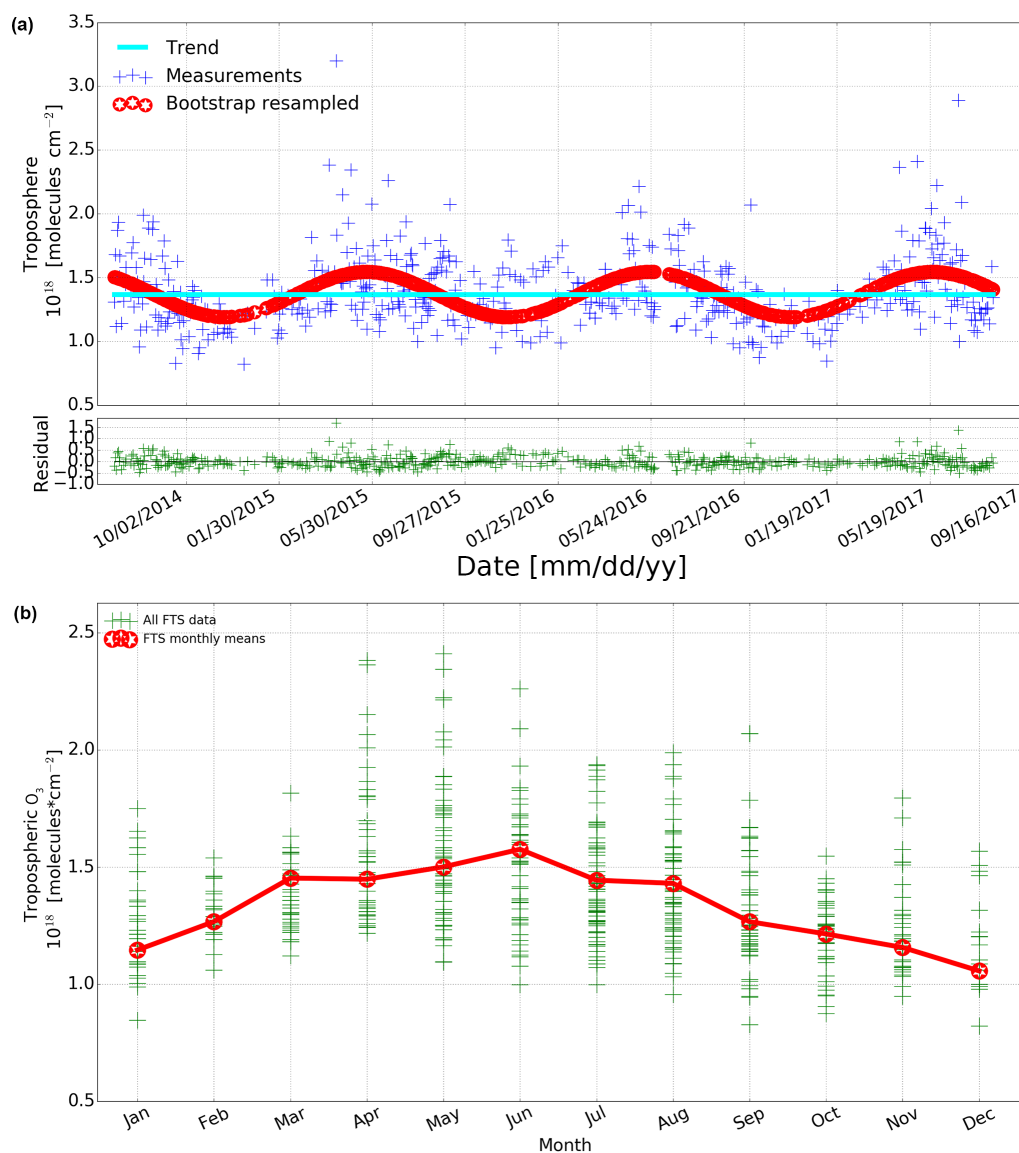 (a)
3.5
3.0
2.5
2.0
1.5
1.0
0.5
Troposphere
10¹⁸ [molecules cm⁻²]
Trend
Measurements
Bootstrap resampled
1.5
1.0
0.5
0.0
−0.5
−1.0
Residual
10/02/2014 01/30/2015 05/30/2015 09/27/2015 01/25/2016 05/24/2016 09/21/2016 01/19/2017 05/19/2017 09/16/2017
Date [mm/dd/yy]
(b)
All FTS data
FTS monthly means
2.5
2.0
1.5
1.0
0.5
Tropospheric O₃
10¹⁸ [molecules*cm⁻²]
Jan Feb Mar Apr May Jun Jul Aug Sep Oct Nov Dec
Month